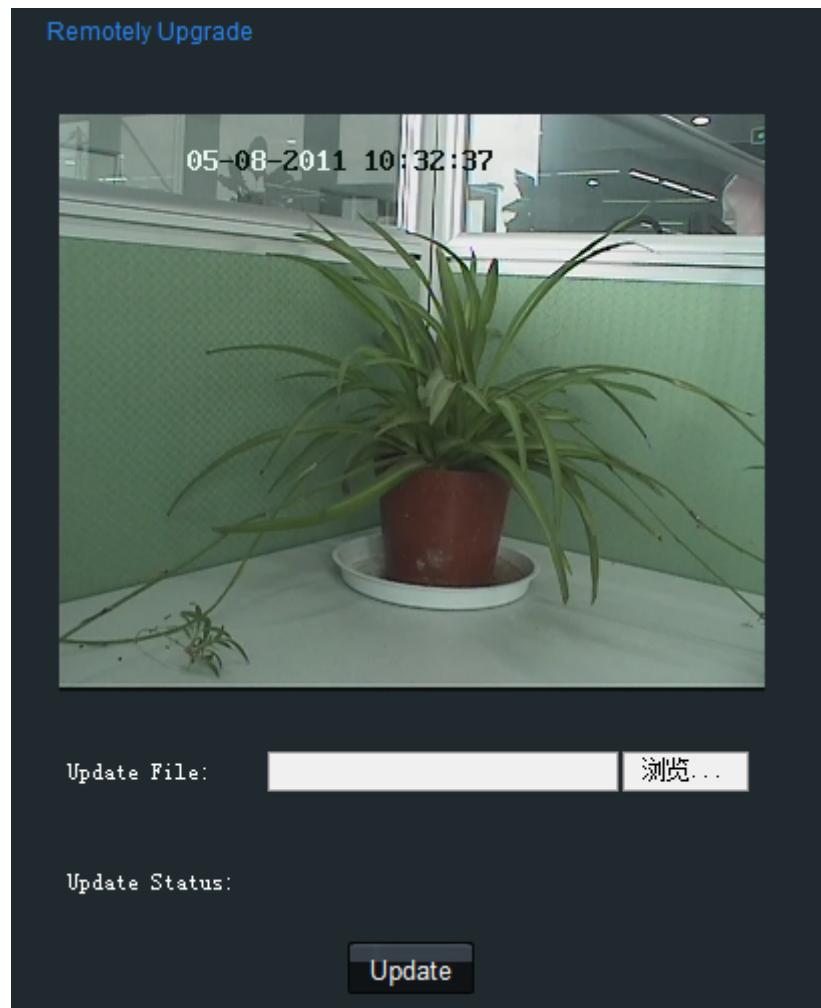 Remotely Upgrade
05-08-2011 10:32:37
Update File:
浏览...
Update Status:
Update